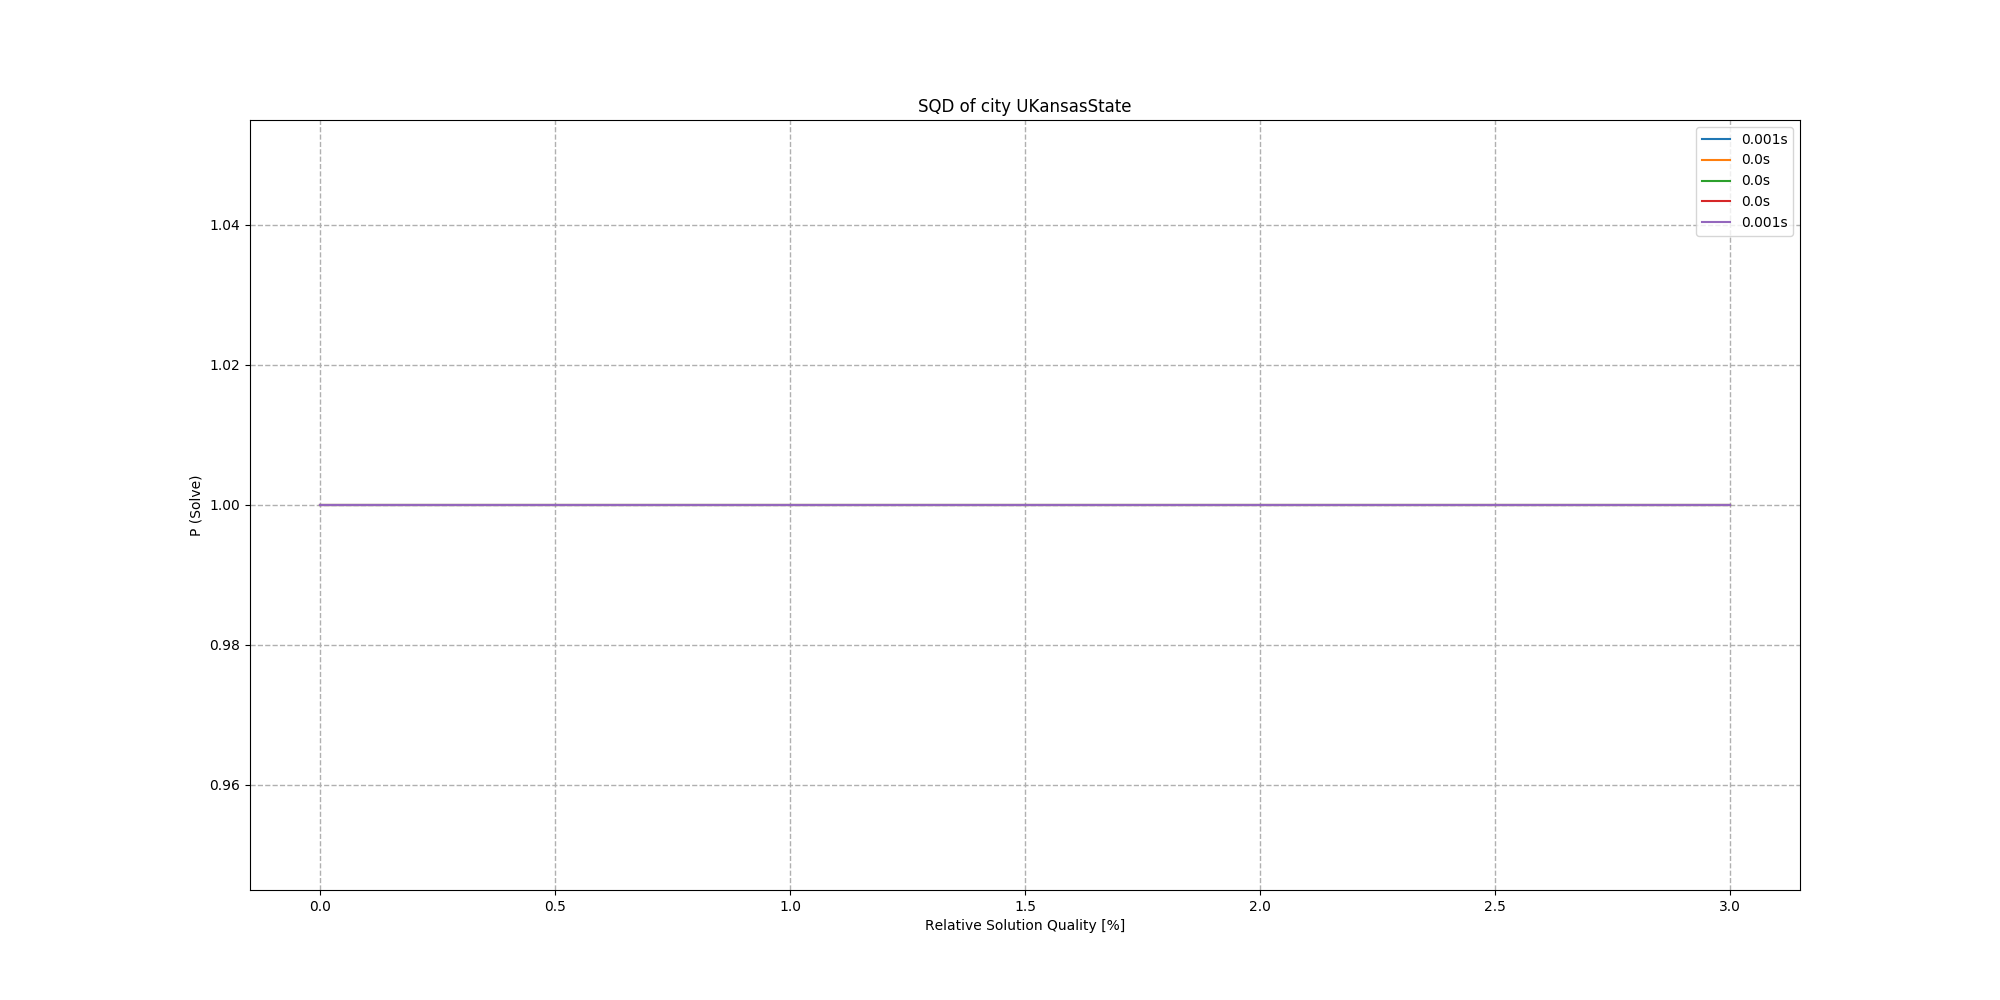 SQD of city UKansasState
0.001s
0.0s
0.0s
0.0s
0.001s
1.04
1.02
1.00
0.98
0.96
P (Solve)
0.0 0.5 1.0 1.5 2.0 2.5 3.0
Relative Solution Quality [%]